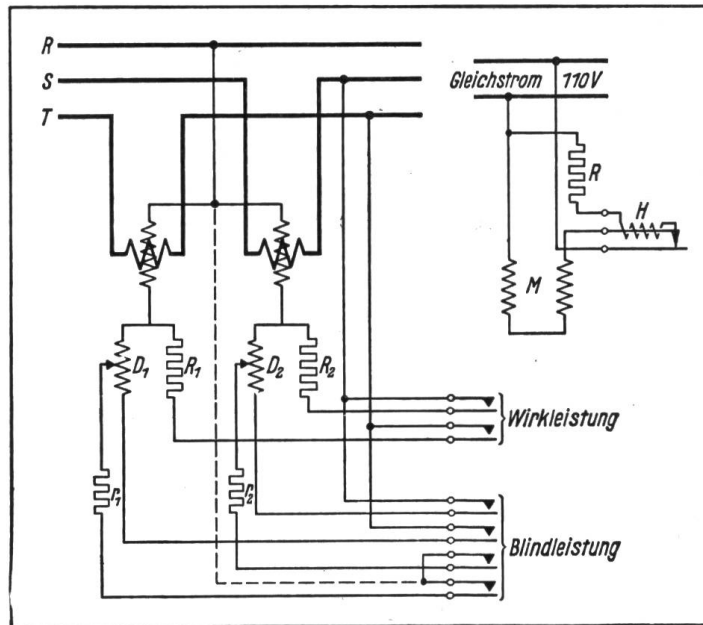 R
S
T
Gleichstrom 110V
R
H
M
D₁
R₁
D₂
R₂
Wirkleistung
r₁
r₂
Blindleistung